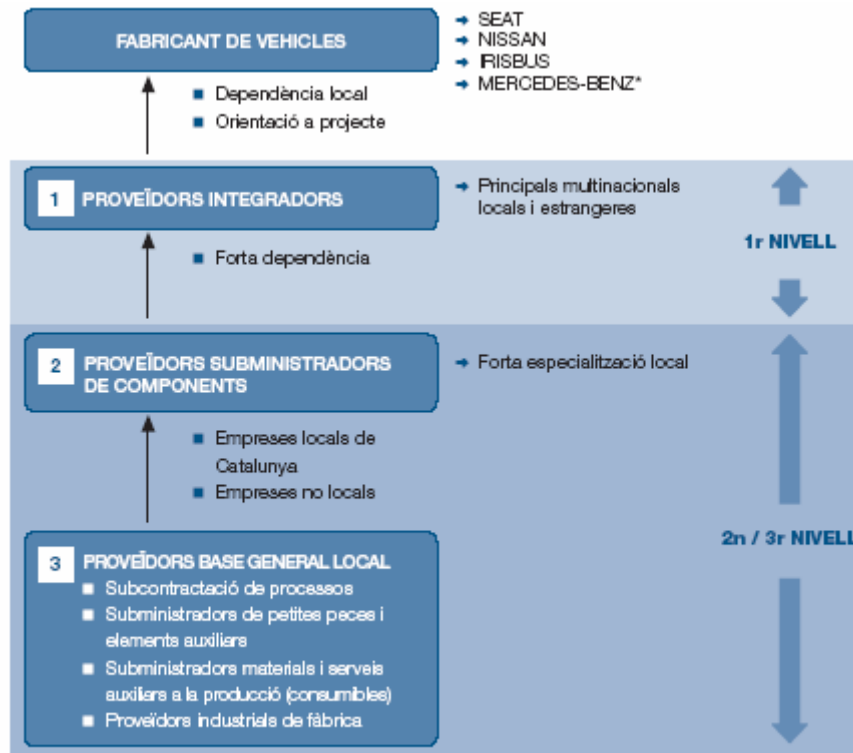 FABRICANT DE VEHICLES
➔ SEAT
➔ NISSAN
➔ IRISBUS
➔ MERCEDES-BENZ*
■ Dependència local
■ Orientació a projecte
1 PROVEÏDORS INTEGRADORS
➔ Principals multinacionals
locals i estrangeres
1r NIVELL
■ Forta dependència
2 PROVEÏDORS SUBMINISTRADORS
DE COMPONENTS
➔ Forta especialització local
■ Empreses locals de
Catalunya
■ Empreses no locals
2n / 3r NIVELL
3 PROVEÏDORS BASE GENERAL LOCAL
■ Subcontractació de processos
■ Subministradors de petites peces i
elements auxiliars
■ Subministradors materials i serveis
auxiliars a la producció (consumibles)
■ Proveïdors industrials de fàbrica